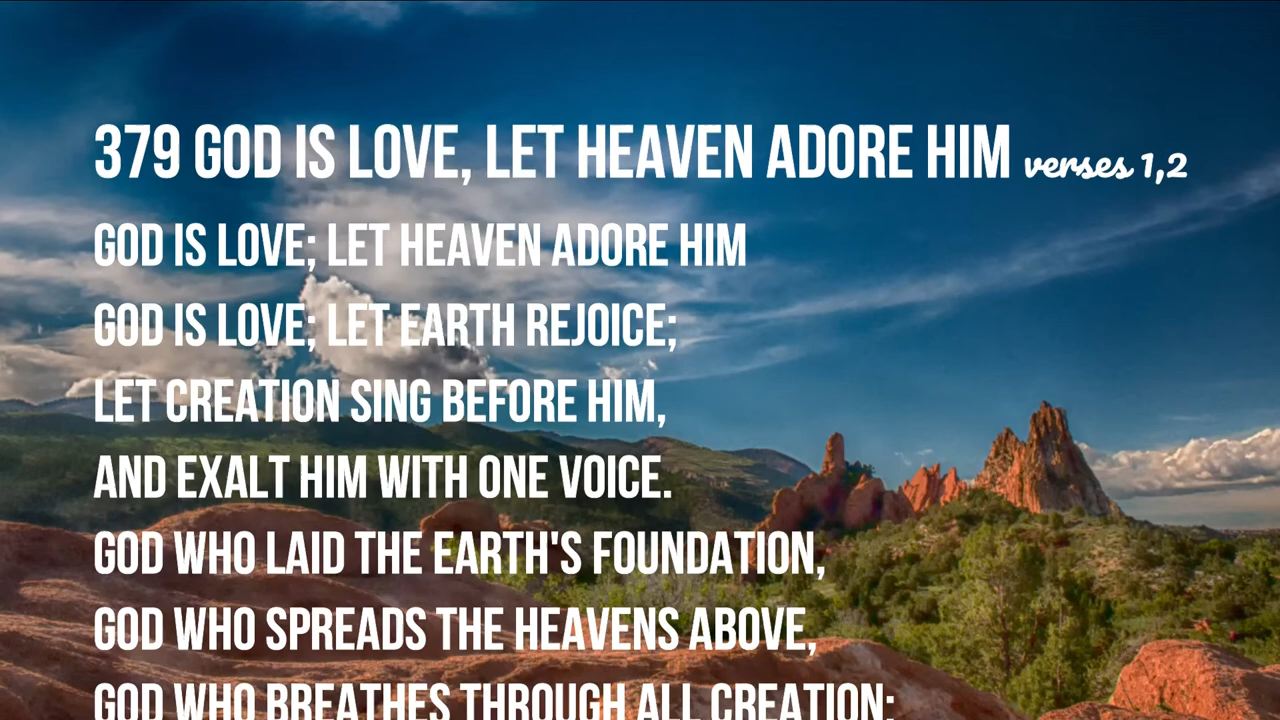 379 GOD IS LOVE, LET HEAVEN ADORE HIM verses 1,2
GOD IS LOVE; LET HEAVEN ADORE HIM
GOD IS LOVE; LET EARTH REJOICE;
LET CREATION SING BEFORE HIM,
AND EXALT HIM WITH ONE VOICE.
GOD WHO LAID THE EARTH'S FOUNDATION,
GOD WHO SPREADS THE HEAVENS ABOVE,
GOD WHO BREATHES THROUGH ALL CREATION: